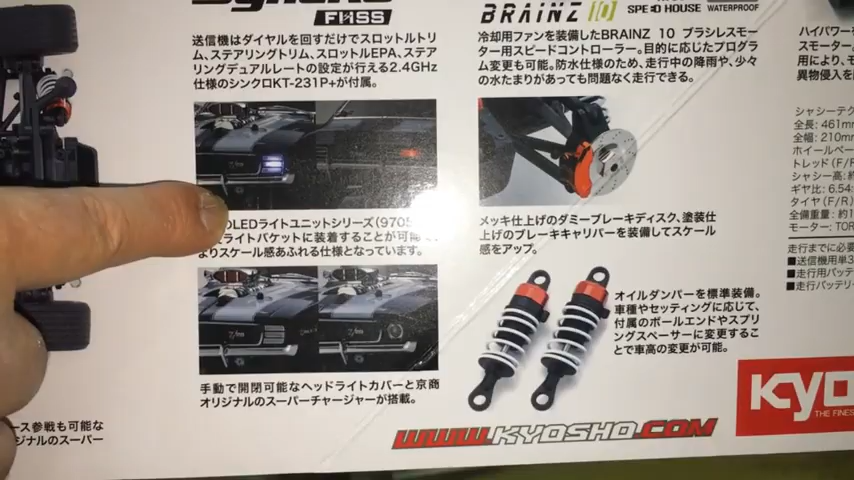 FHSS
送信機はダイヤルを回すだけでスロットルトリ
ム、ステアリングトリム、スロットルEPA、ステア
リングデュアルレートの設定が行える2.4GHz
仕様のシンクロKT-231P+が付属。
LEDライトユニットシリーズ(9705
ライトバケットに装着することが可能
よりスケール感あふれる仕様となっています。
手動で開閉可能なヘッドライトカバーと京商
オリジナルのスーパーチャージャーが搭載。
BRAINZ 10
SPEED HOUSE
WATERPROOF
冷却用ファンを装備したBRAINZ 10 ブラシレスモー
ター用スピードコントローラー。目的に応じたプログラ
ム変更も可能。防水仕様のため、走行中の降雨や、少々
の水たまりがあっても問題なく走行できる。
メッキ仕上げのダミーブレーキディスク、塗装仕
上げのブレーキキャリパーを装備してスケール
感をアップ。
オイルダンパーを標準装備。
車種やセッティングに応じて、
付属のボールエンドやスプリ
ングスペーサーに変更するこ
とで車高の変更が可能。
ハイパワー
スモーター。
用により、モ
異物侵入を
シャシーテク
全長: 461mm
全幅: 210mm
ホイールベー
トレッド(F/R)
シャシー高: 約
ギヤ比: 6.54:
タイヤ(F/R)
全備重量: 約1
モーター: TOR
走行までに必要
■送信機用単3
■走行用バッテ
■走行バッテリー
ース参戦も可能な
ジナルのスーパー
WWW.KYOSHO.COM
KYO
THE FINES